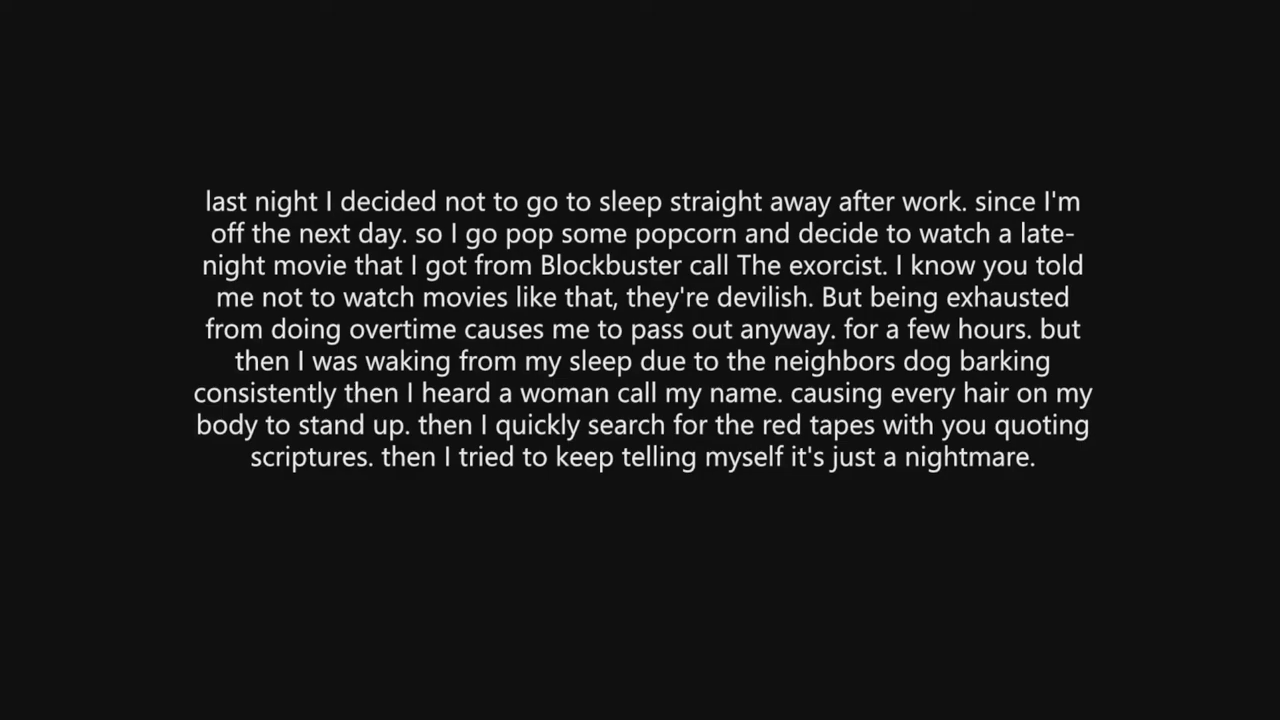 last night I decided not to go to sleep straight away after work. since I'm
off the next day. so I go pop some popcorn and decide to watch a late-
night movie that I got from Blockbuster call The exorcist. I know you told
me not to watch movies like that, they're devilish. But being exhausted
from doing overtime causes me to pass out anyway. for a few hours. but
then I was waking from my sleep due to the neighbors dog barking
consistently then I heard a woman call my name. causing every hair on my
body to stand up. then I quickly search for the red tapes with you quoting
scriptures. then I tried to keep telling myself it's just a nightmare.